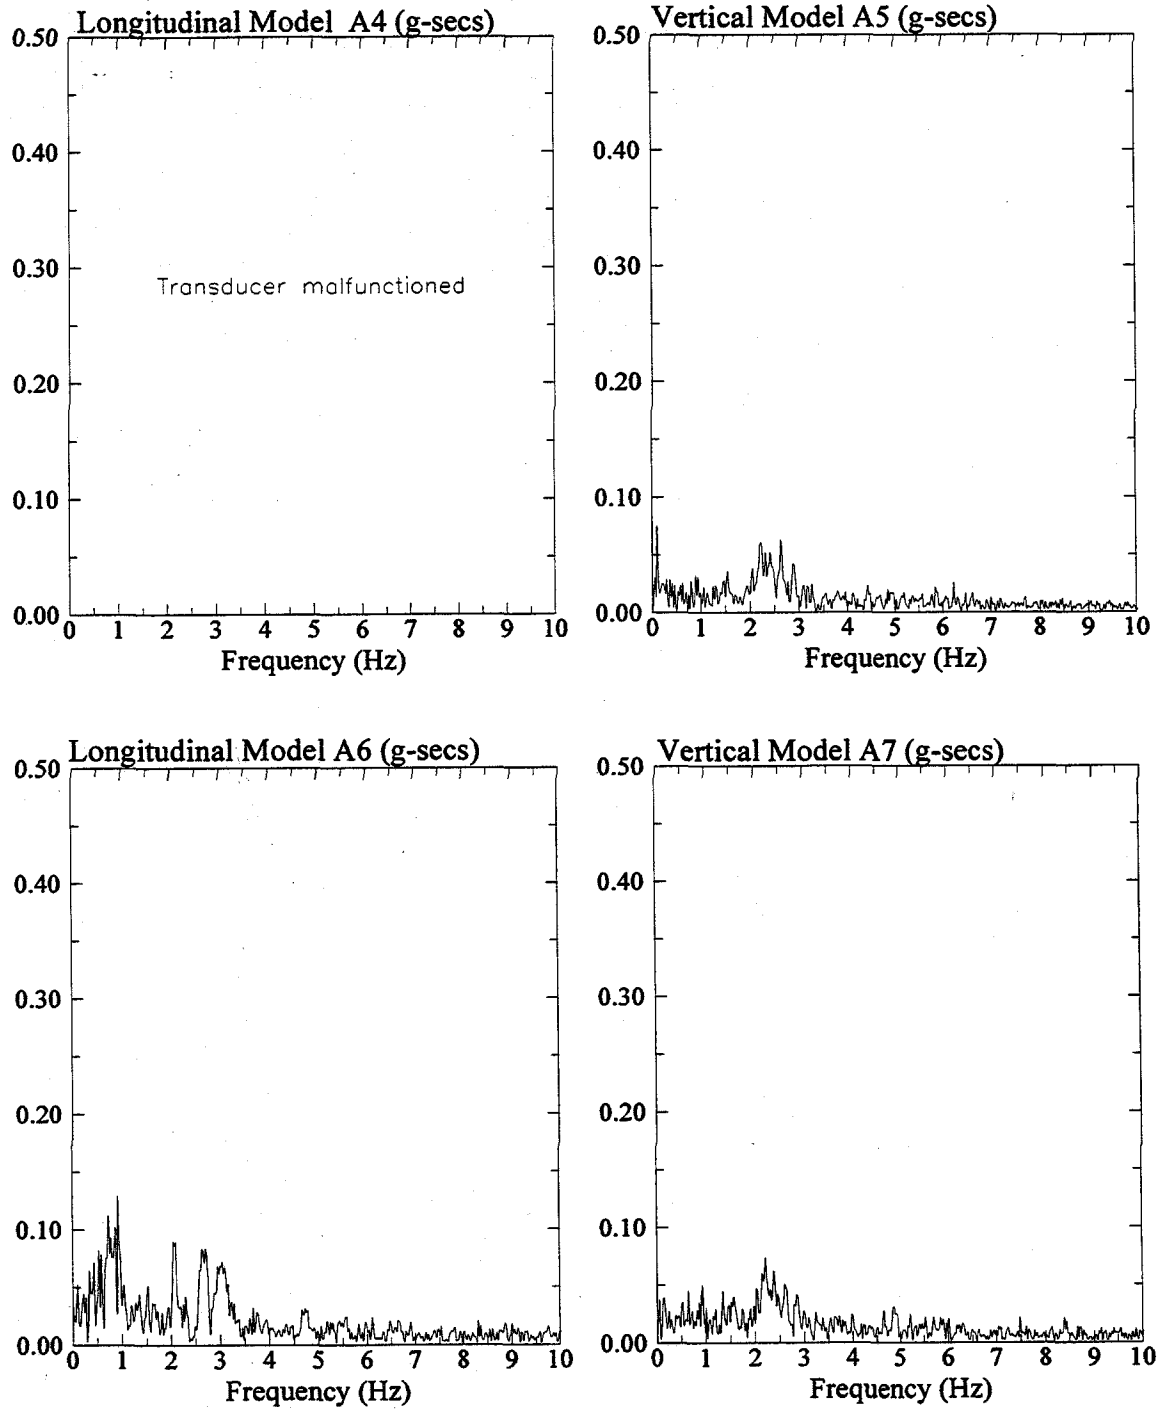 Longitudinal Model A4 (g-secs)
0.50
0.40
0.30
Transducer malfunctioned
0.20
0.10
0.00
0 1 2 3 4 5 6 7 8 9 10
Frequency (Hz)
Vertical Model A5 (g-secs)
0.50
0.40
0.30
0.20
0.10
0.00
0 1 2 3 4 5 6 7 8 9 10
Frequency (Hz)
Longitudinal Model A6 (g-secs)
0.50
0.40
0.30
0.20
0.10
0.00
0 1 2 3 4 5 6 7 8 9 10
Frequency (Hz)
Vertical Model A7 (g-secs)
0.50
0.40
0.30
0.20
0.10
0.00
0 1 2 3 4 5 6 7 8 9 10
Frequency (Hz)